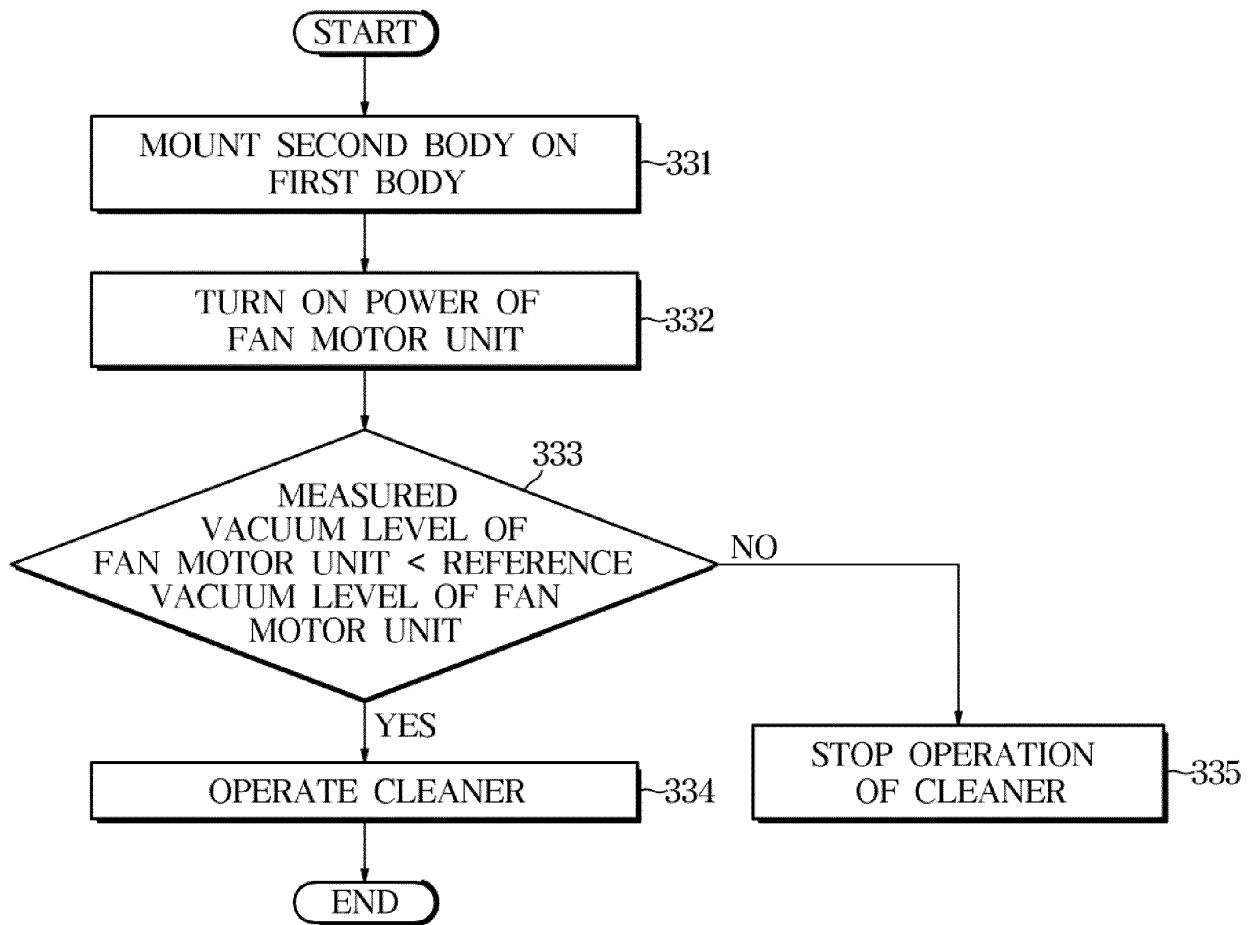 START
MOUNT SECOND BODY ON
FIRST BODY
331
TURN ON POWER OF
FAN MOTOR UNIT
332
333
MEASURED
VACUUM LEVEL OF
FAN MOTOR UNIT < REFERENCE
VACUUM LEVEL OF FAN
MOTOR UNIT
NO
YES
OPERATE CLEANER
334
STOP OPERATION
OF CLEANER
335
END